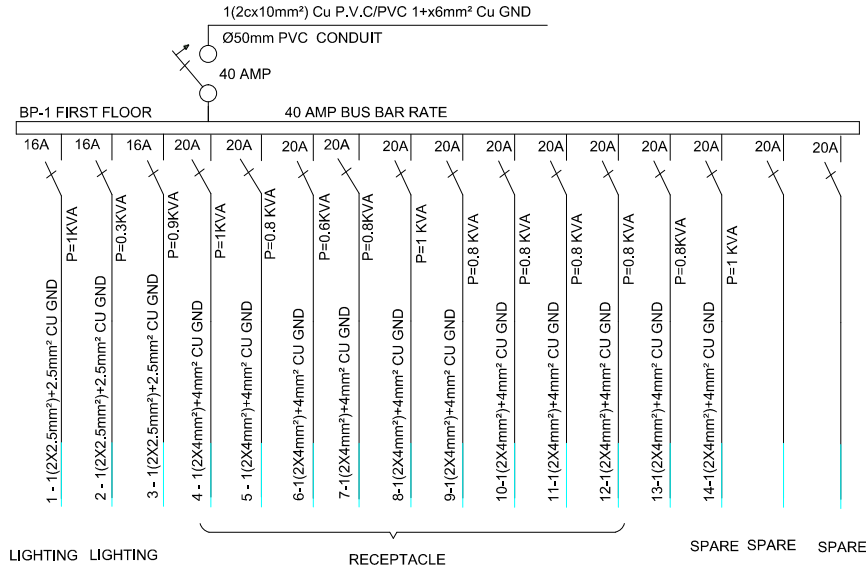 1(2cx10mm²) Cu P.V.C/PVC 1+x6mm² Cu GND
Ø50mm PVC CONDUIT
40 AMP
BP-1 FIRST FLOOR
40 AMP BUS BAR RATE
16A
16A
16A
20A
20A
20A
20A
20A
20A
20A
20A
20A
20A
20A
20A
20A
P=1KVA
P=0.3KVA
P=0.9KVA
P=1KVA
P=0.8 KVA
P=0.6KVA
P=0.8KVA
P=1 KVA
P=0.8 KVA
P=0.8 KVA
P=0.8 KVA
P=0.8 KVA
P=0.8KVA
P=1 KVA
1 - 1(2X2.5mm²)+2.5mm² CU GND
2 - 1(2X2.5mm²)+2.5mm² CU GND
3 - 1(2X2.5mm²)+2.5mm² CU GND
4 - 1(2X4mm²)+4mm² CU GND
5 - 1(2X4mm²)+4mm² CU GND
6-1(2X4mm²)+4mm² CU GND
7-1(2X4mm²)+4mm² CU GND
8-1(2X4mm²)+4mm² CU GND
9-1(2X4mm²)+4mm² CU GND
10-1(2X4mm²)+4mm² CU GND
11-1(2X4mm²)+4mm² CU GND
12-1(2X4mm²)+4mm² CU GND
13-1(2X4mm²)+4mm² CU GND
14-1(2X4mm²)+4mm² CU GND
LIGHTING
LIGHTING
RECEPTACLE
SPARE
SPARE
SPARE